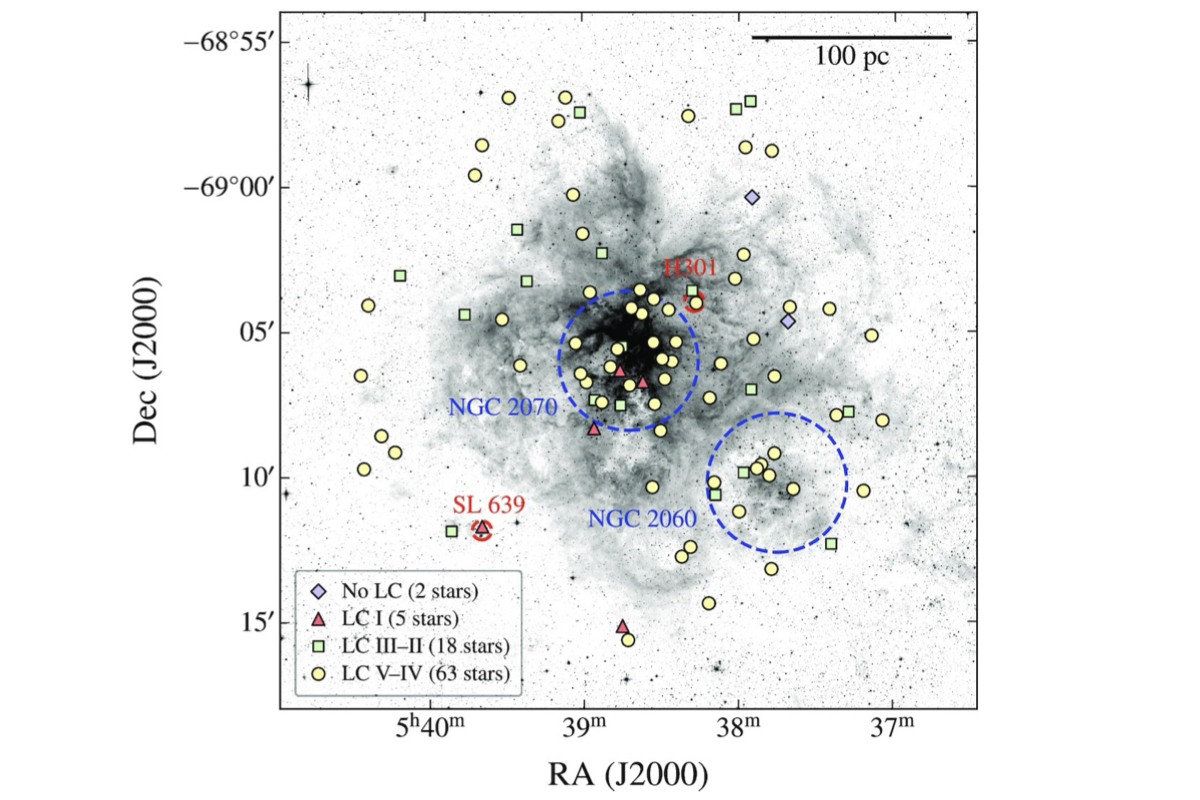 −68°55′
100 pc
−69°00′
H301
05′
Dec (J2000)
NGC 2070
10′
SL 639
NGC 2060
No LC (2 stars)
LC I (5 stars)
15′
LC III–II (18 stars)
LC V–IV (63 stars)
5ʰ40ᵐ
39ᵐ
38ᵐ
37ᵐ
RA (J2000)